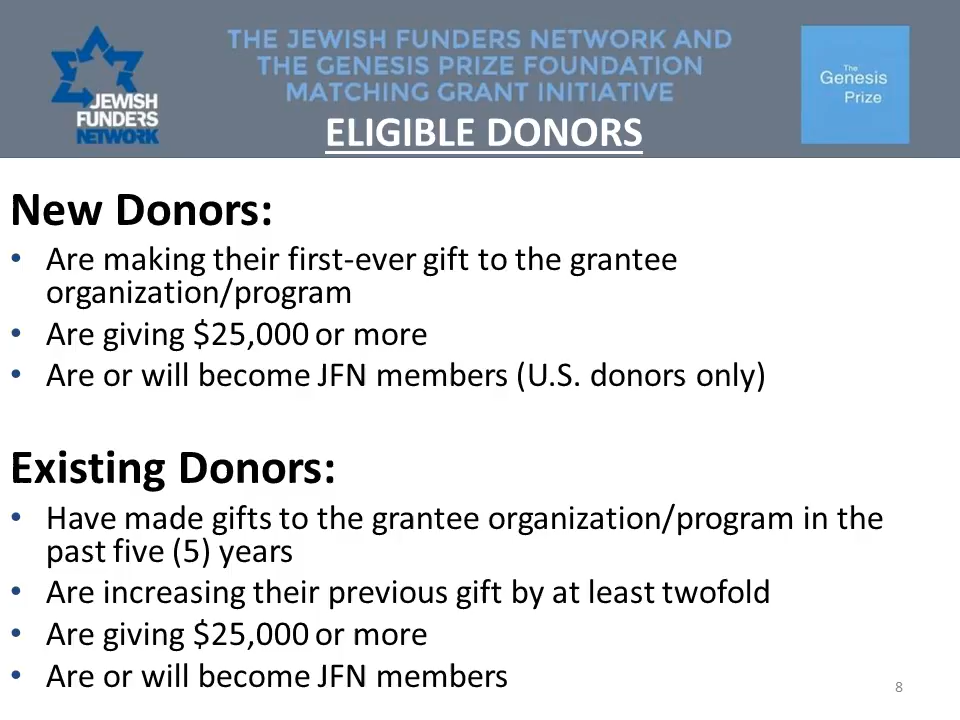 JEWISH
FUNDERS
NETWORK
THE JEWISH FUNDERS NETWORK AND
THE GENESIS PRIZE FOUNDATION
MATCHING GRANT INITIATIVE
ELIGIBLE DONORS
The
Genesis
Prize
New Donors:
• Are making their first-ever gift to the grantee
organization/program
• Are giving $25,000 or more
• Are or will become JFN members (U.S. donors only)
Existing Donors:
• Have made gifts to the grantee organization/program in the
past five (5) years
• Are increasing their previous gift by at least twofold
• Are giving $25,000 or more
• Are or will become JFN members
8